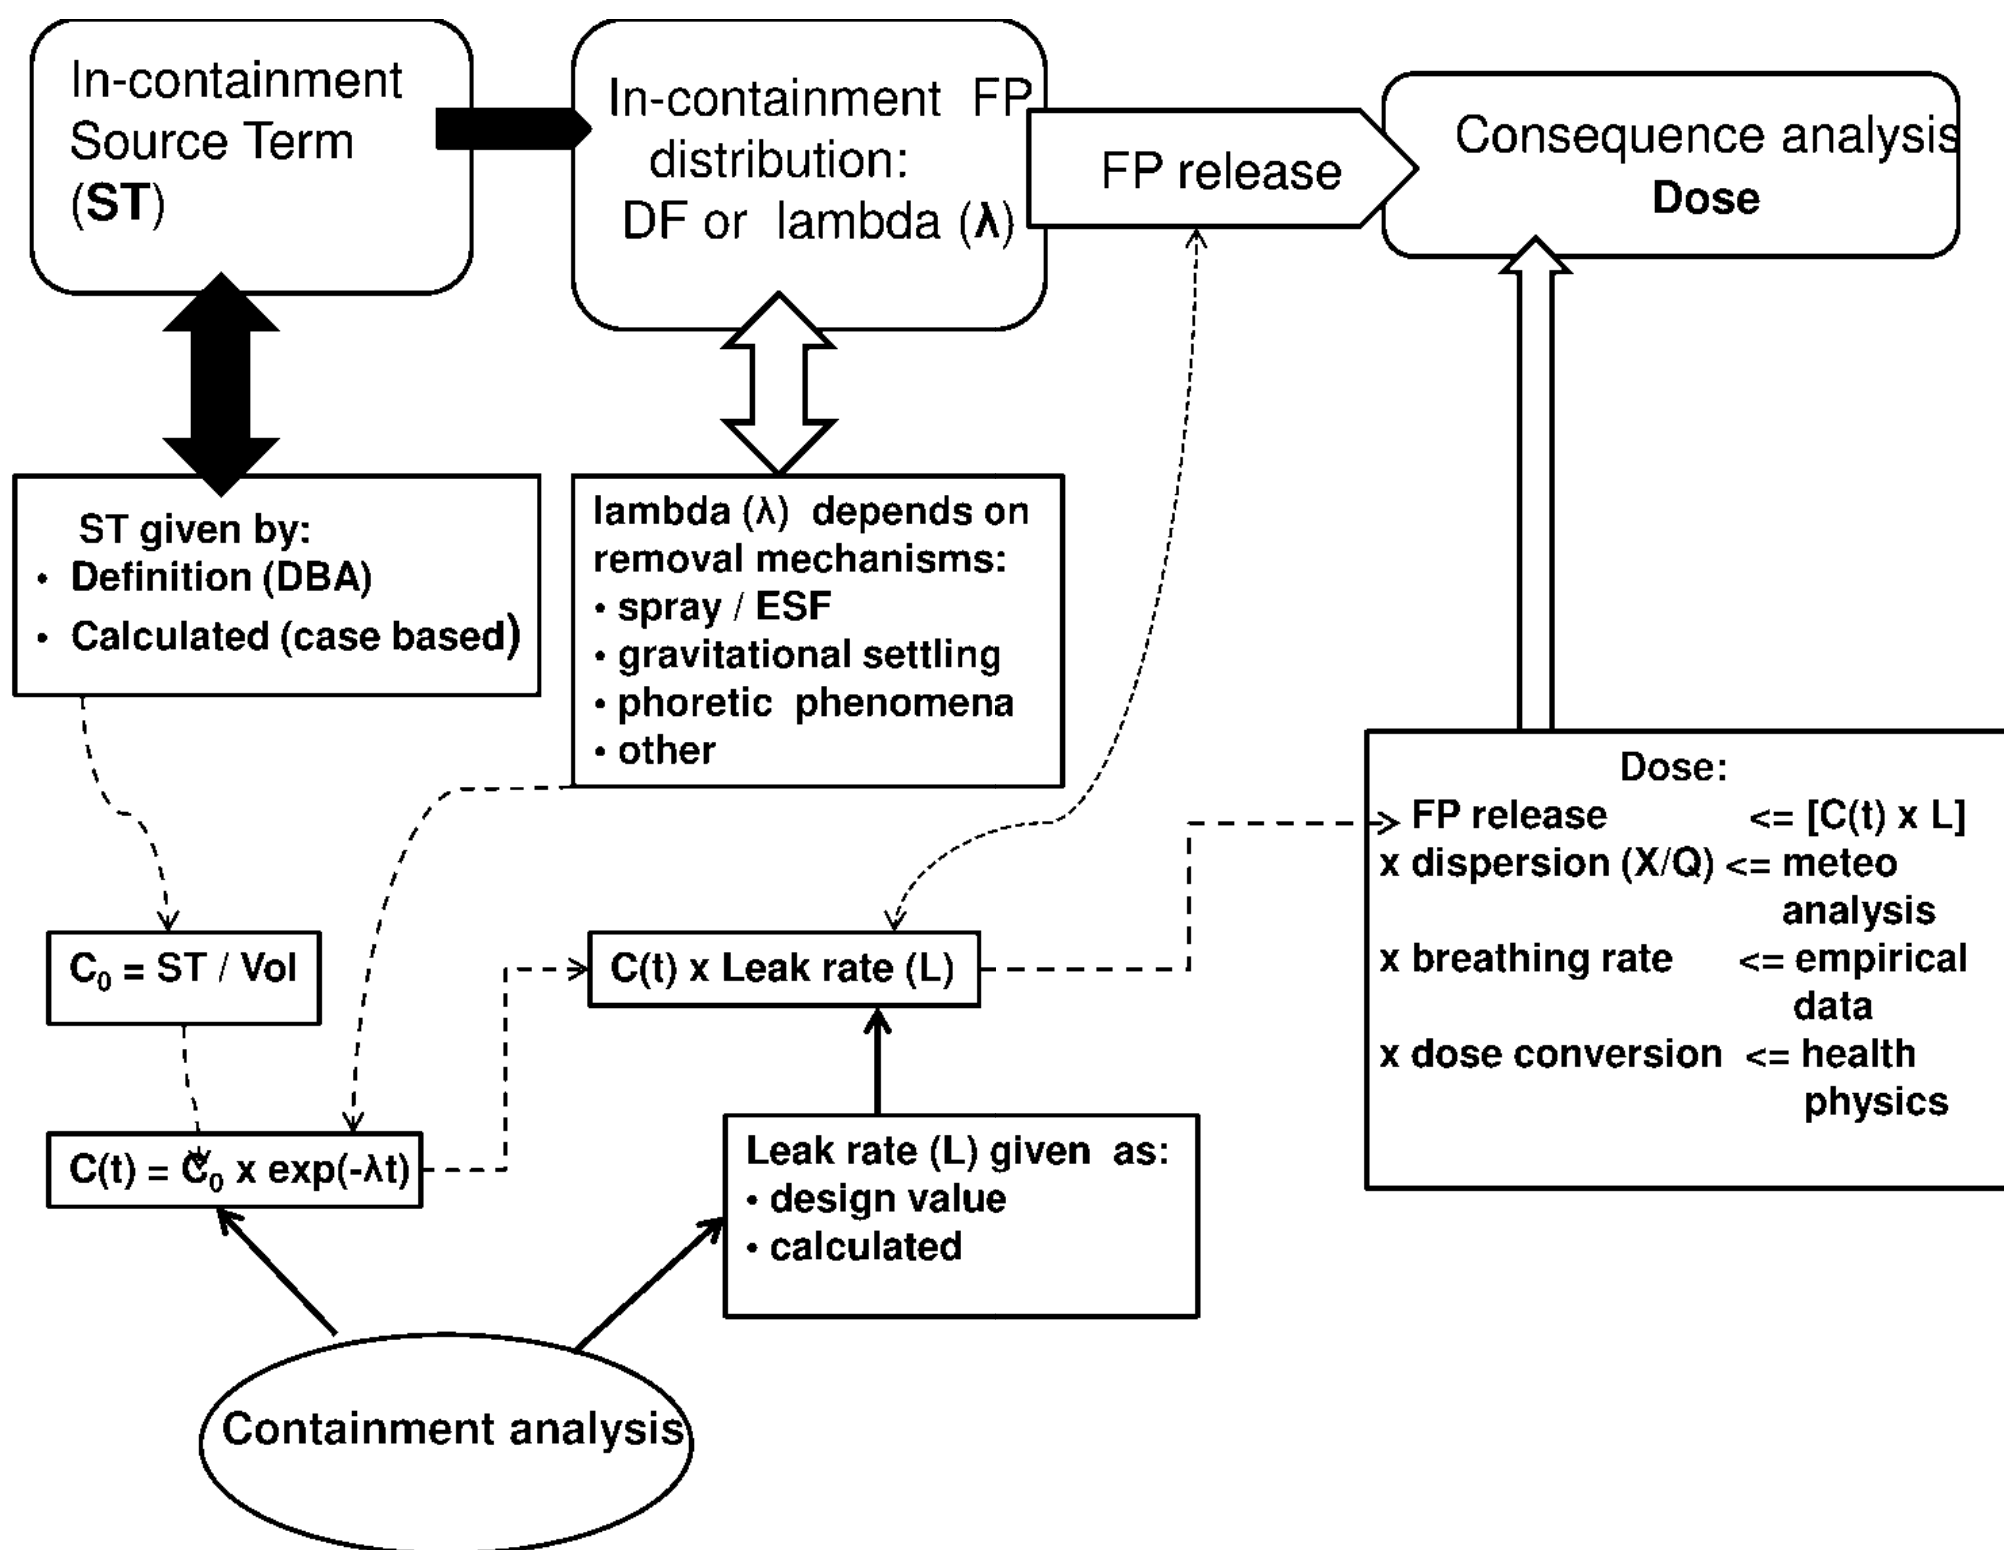 In-containment
Source Term
(ST)
In-containment FP
distribution:
DF or lambda (λ)
FP release
Consequence analysis
Dose
ST given by:
• Definition (DBA)
• Calculated (case based)
lambda (λ) depends on
removal mechanisms:
• spray / ESF
• gravitational settling
• phoretic phenomena
• other
Dose:
FP release <= [C(t) x L]
x dispersion (X/Q) <= meteo
analysis
x breathing rate <= empirical
data
x dose conversion <= health
physics
C₀ = ST / Vol
C(t) x Leak rate (L)
C(t) = C₀ x exp(-λt)
Leak rate (L) given as:
• design value
• calculated
Containment analysis